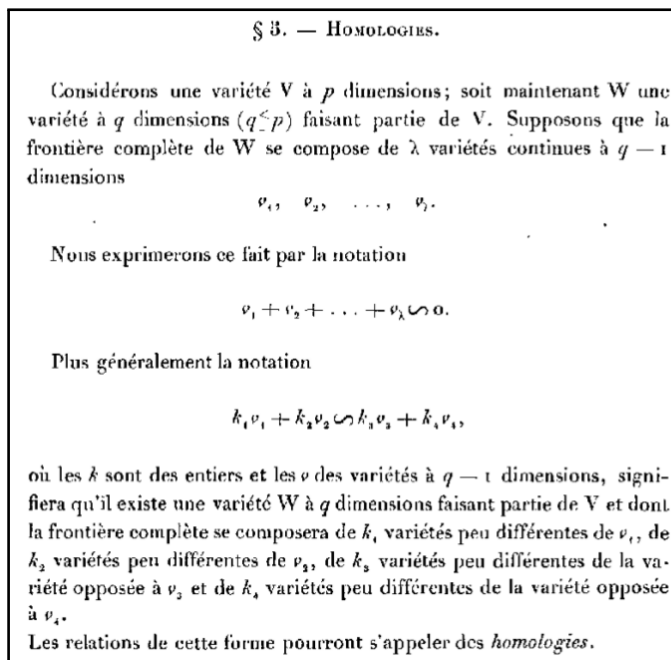 § 5. — HOMOLOGIES.
Considérons une variété V à p dimensions; soit maintenant W une
variété à q dimensions (q ≤ p) faisant partie de V. Supposons que la
frontière complète de W se compose de λ variétés continues à q — 1
dimensions
v₁, v₂, ..., v_λ.
Nous exprimerons ce fait par la notation
v₁ + v₂ + ... + v_λ ∽ 0.
Plus généralement la notation
k₁v₁ + k₂v₂ ∽ k₃v₃ + k₄v₄,
où les k sont des entiers et les v des variétés à q — 1 dimensions, signi-
fiera qu'il existe une variété W à q dimensions faisant partie de V et dont
la frontière complète se composera de k₁ variétés peu différentes de v₁, de
k₂ variétés peu différentes de v₂, de k₃ variétés peu différentes de la va-
riété opposée à v₃ et de k₄ variétés peu différentes de la variété opposée
à v₄.
Les relations de cette forme pourront s'appeler des homologies.